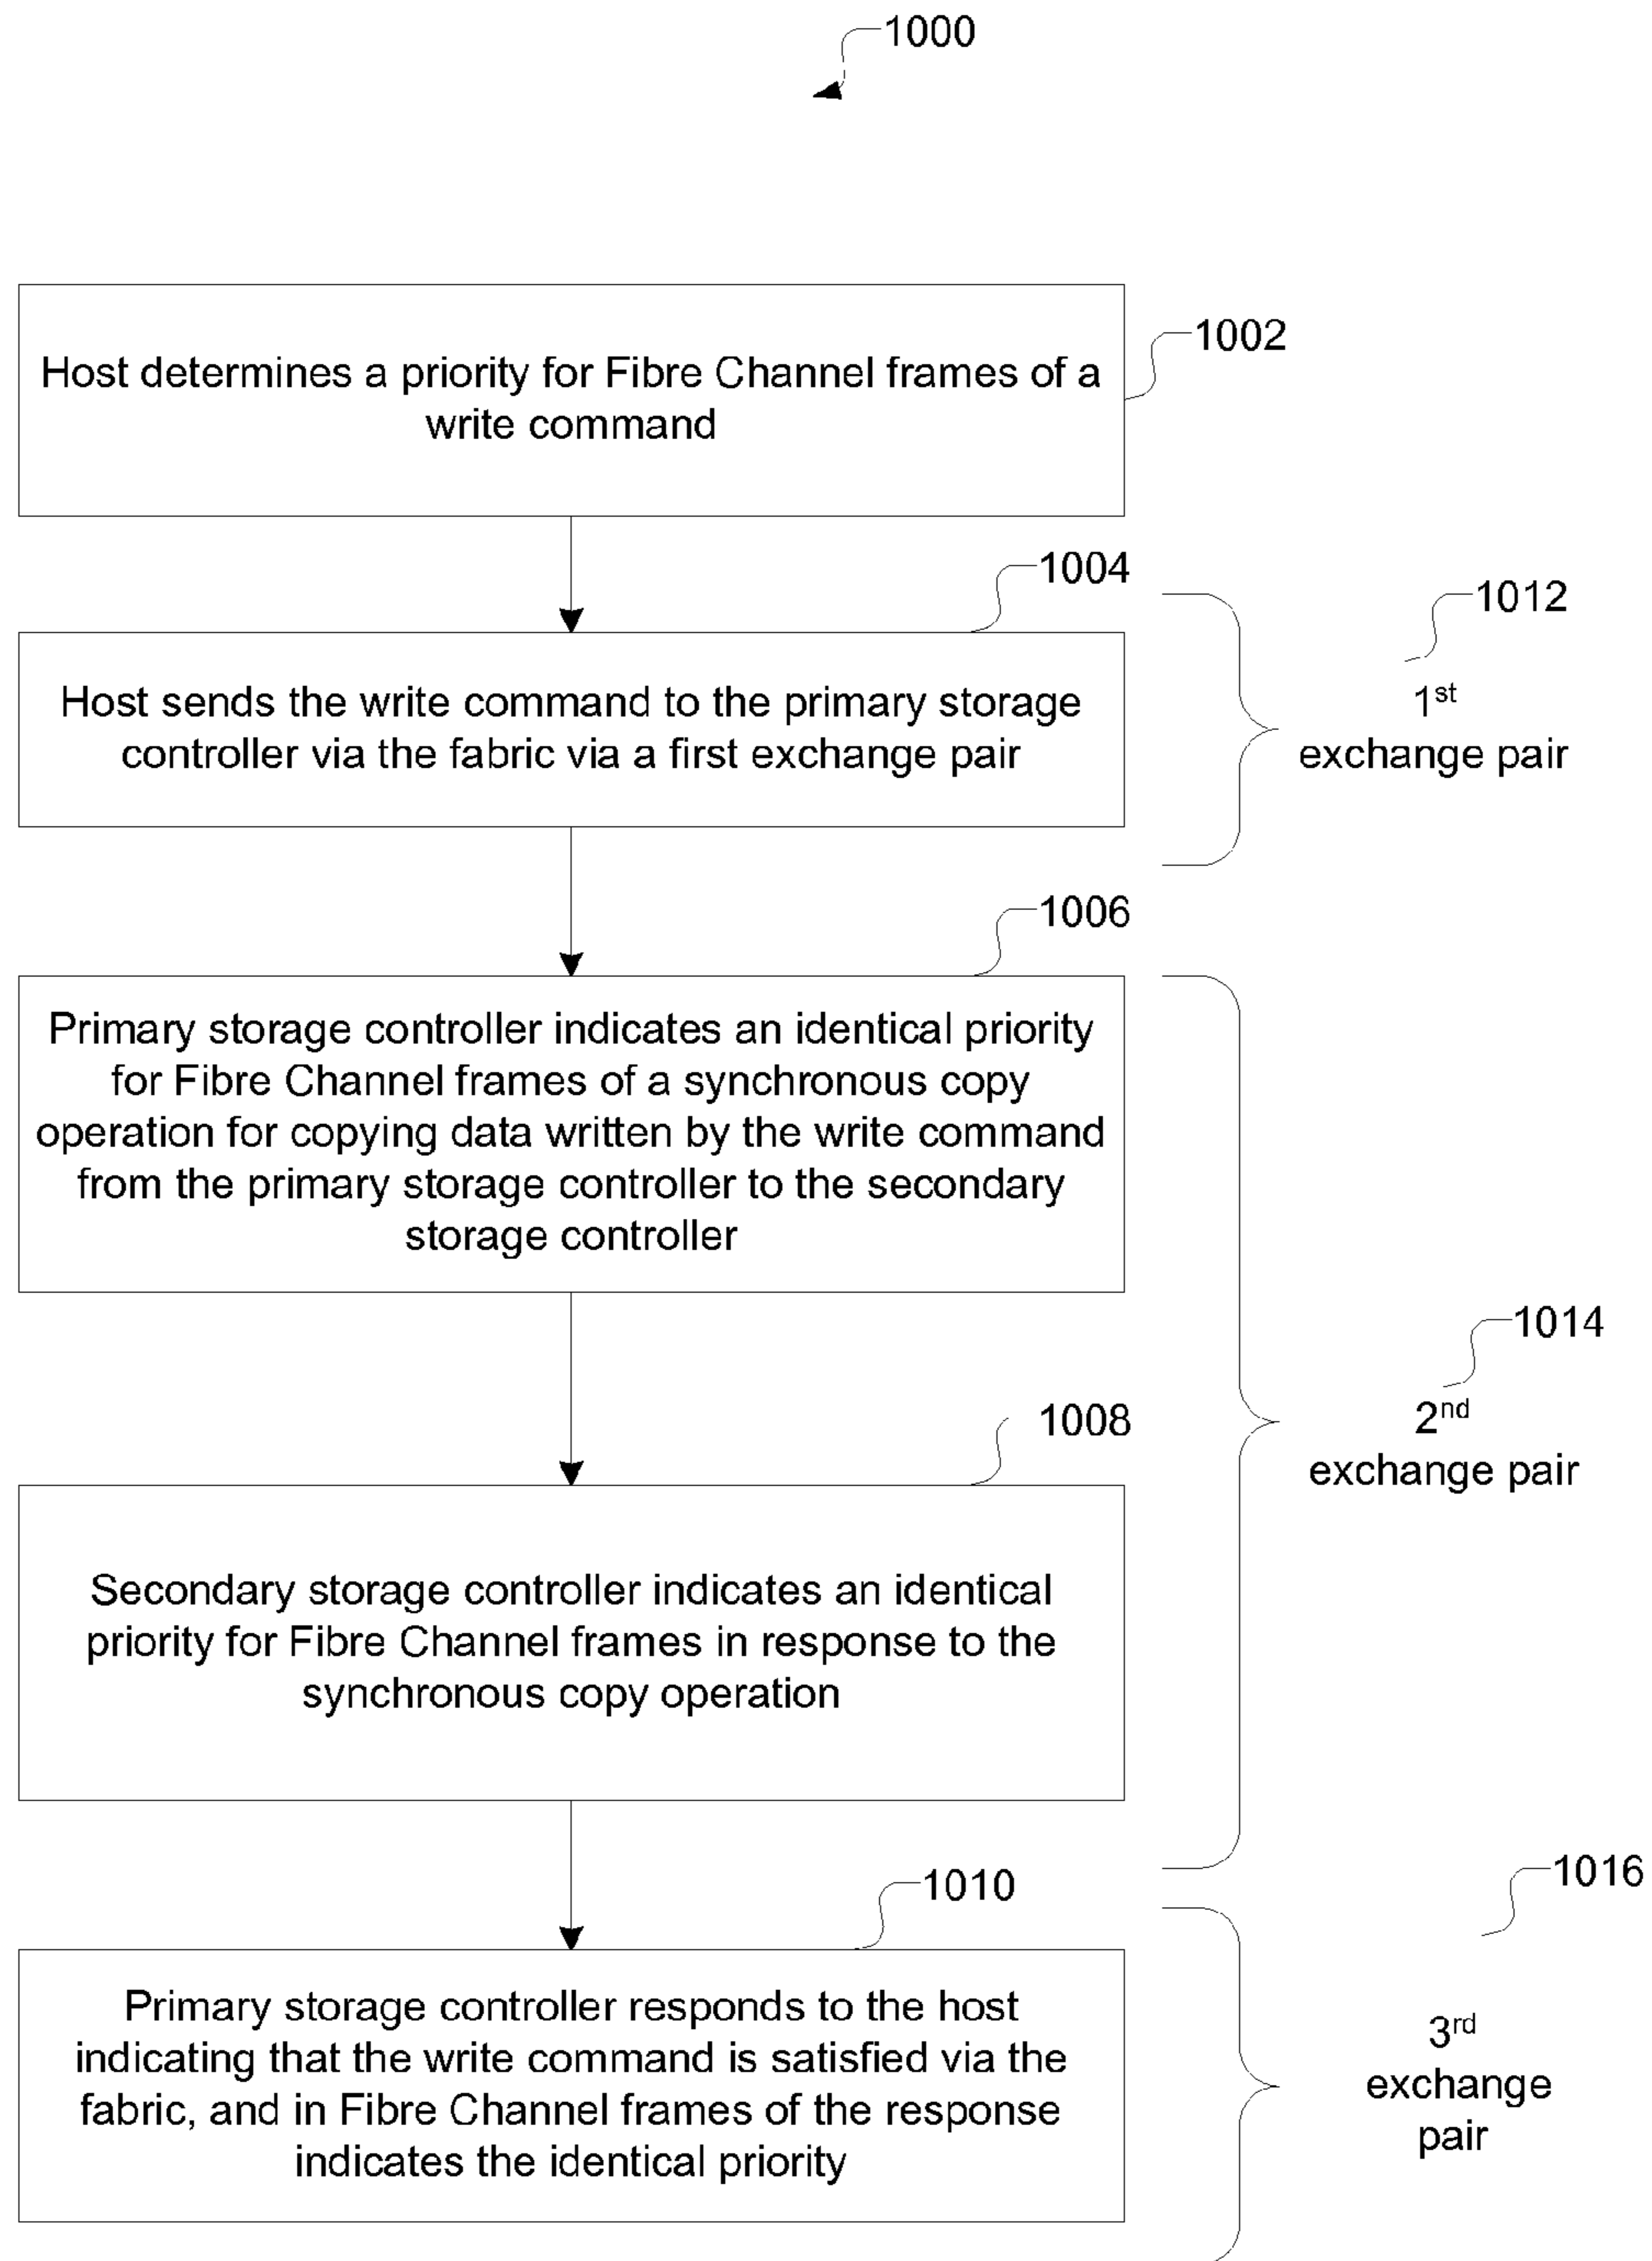 1000
Host determines a priority for Fibre Channel frames of a
write command
1002
1004
Host sends the write command to the primary storage
controller via the fabric via a first exchange pair
1012
1st
exchange pair
1006
Primary storage controller indicates an identical priority
for Fibre Channel frames of a synchronous copy
operation for copying data written by the write command
from the primary storage controller to the secondary
storage controller
1014
2nd
exchange pair
1008
Secondary storage controller indicates an identical
priority for Fibre Channel frames in response to the
synchronous copy operation
1010
Primary storage controller responds to the host
indicating that the write command is satisfied via the
fabric, and in Fibre Channel frames of the response
indicates the identical priority
1016
3rd
exchange
pair